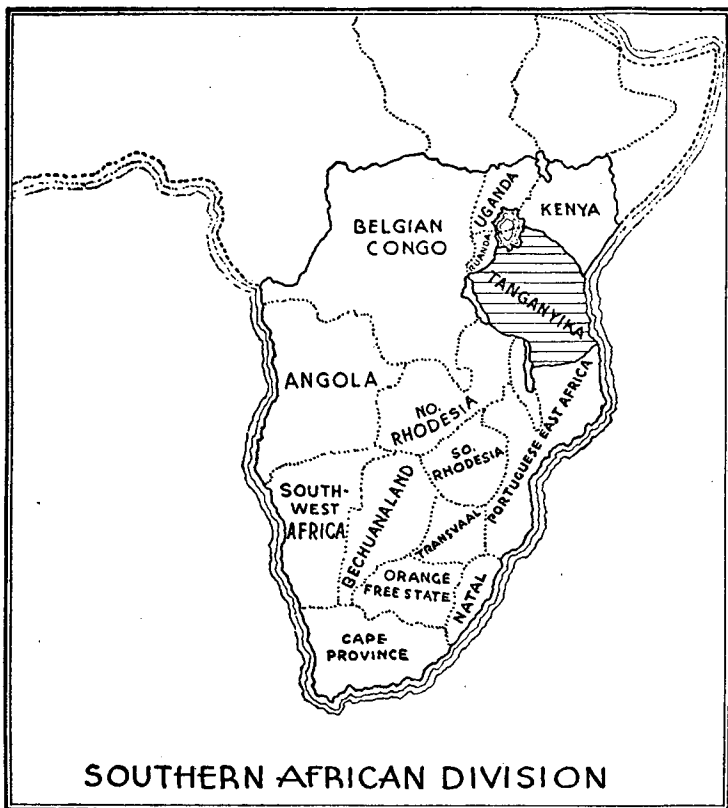 UGANDA
KENYA
BELGIAN
CONGO
RUANDA
TANGANYIKA
ANGOLA
NO.
RHODESIA
SO.
RHODESIA
PORTUGUESE EAST AFRICA
SOUTH-
WEST
AFRICA
BECHUANALAND
TRANSVAAL
ORANGE
FREE STATE
NATAL
CAPE
PROVINCE
SOUTHERN AFRICAN DIVISION